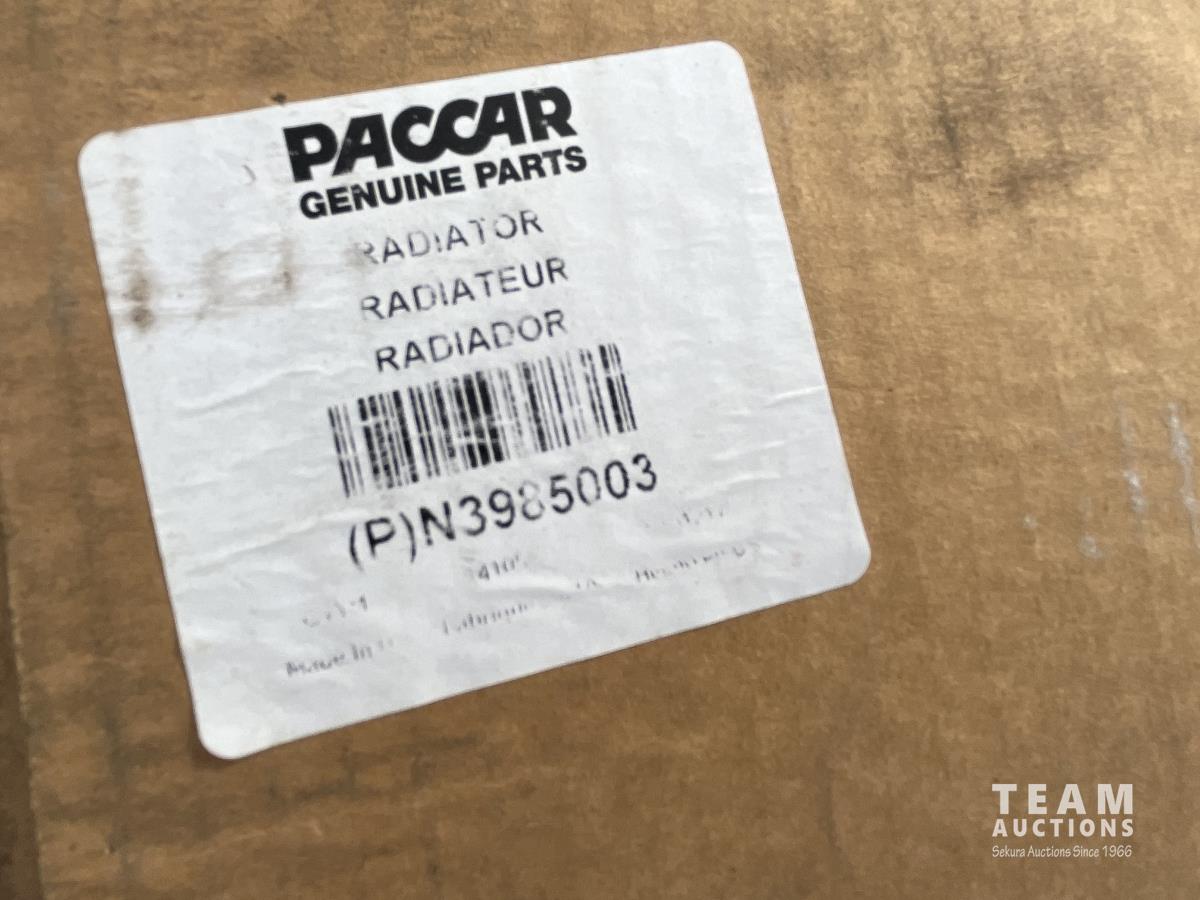 PACCAR
GENUINE PARTS
RADIATOR
RADIATEUR
RADIADOR
(P)N3985003
TEAM
AUCTIONS
Sekura Auctions Since 1966